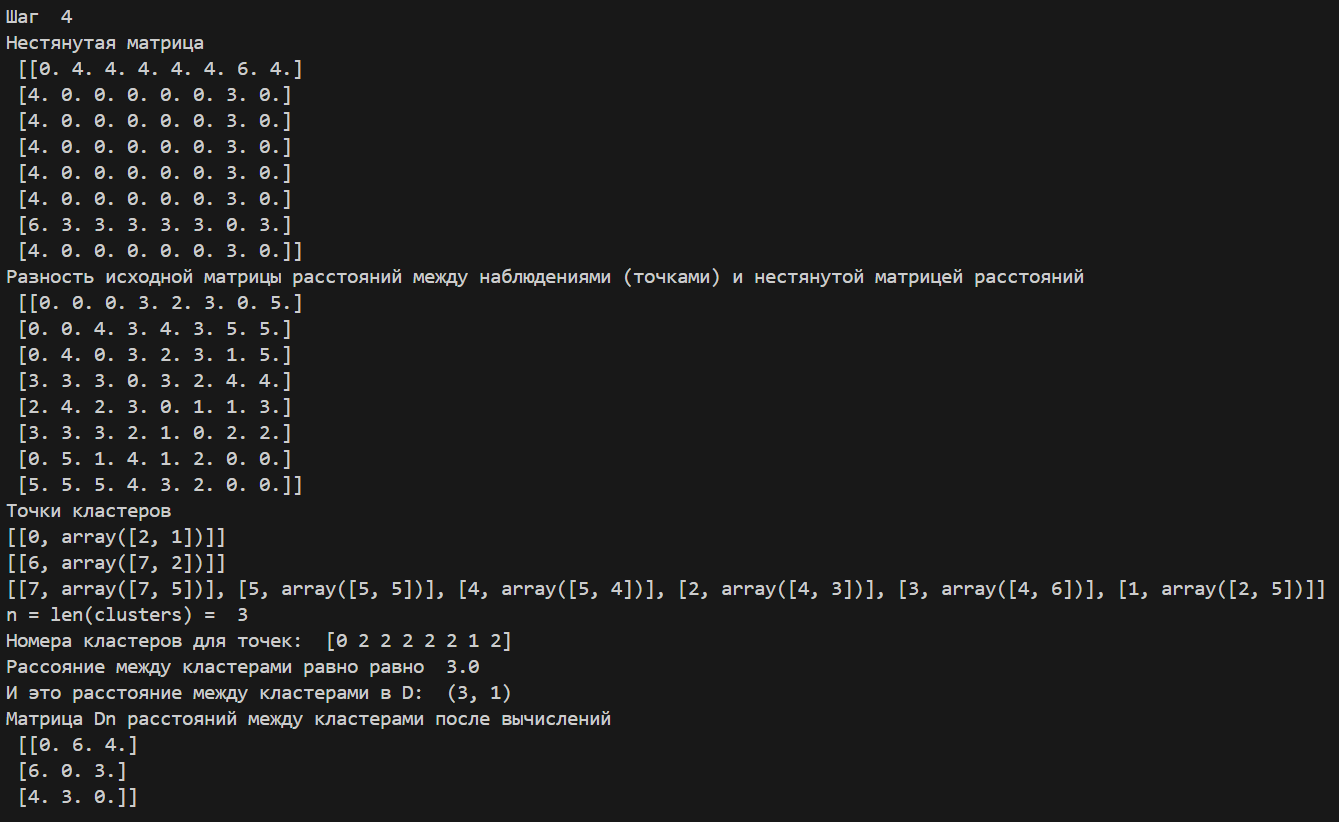 Шаг  4
Нестянутая матрица
 [[0. 4. 4. 4. 4. 4. 6. 4.]
 [4. 0. 0. 0. 0. 0. 3. 0.]
 [4. 0. 0. 0. 0. 0. 3. 0.]
 [4. 0. 0. 0. 0. 0. 3. 0.]
 [4. 0. 0. 0. 0. 0. 3. 0.]
 [4. 0. 0. 0. 0. 0. 3. 0.]
 [6. 3. 3. 3. 3. 3. 0. 3.]
 [4. 0. 0. 0. 0. 0. 3. 0.]]
Разность исходной матрицы расстояний между наблюдениями (точками) и нестянутой матрицей расстояний
 [[0. 0. 0. 3. 2. 3. 0. 5.]
 [0. 0. 4. 3. 4. 3. 5. 5.]
 [0. 4. 0. 3. 2. 3. 1. 5.]
 [3. 3. 3. 0. 3. 2. 4. 4.]
 [2. 4. 2. 3. 0. 1. 1. 3.]
 [3. 3. 3. 2. 1. 0. 2. 2.]
 [0. 5. 1. 4. 1. 2. 0. 0.]
 [5. 5. 5. 4. 3. 2. 0. 0.]]
Точки кластеров
[[0, array([2, 1])]]
[[6, array([7, 2])]]
[[7, array([7, 5])], [5, array([5, 5])], [4, array([5, 4])], [2, array([4, 3])], [3, array([4, 6])], [1, array([2, 5])]]
n = len(clusters) =  3
Номера кластеров для точек:  [0 2 2 2 2 2 1 2]
Рассояние между кластерами равно равно  3.0
И это расстояние между кластерами в D:  (3, 1)
Матрица Dn расстояний между кластерами после вычислений
 [[0. 6. 4.]
 [6. 0. 3.]
 [4. 3. 0.]]